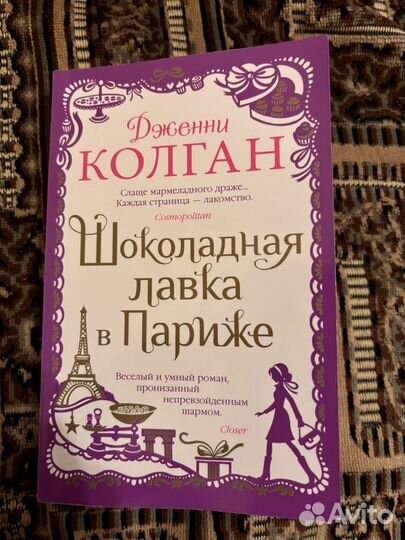 Дженни
КОЛГАН
Слаще мармеладного драже...
Каждая страница — лакомство.
Cosmopolitan
Шоколадная
лавка
в Париже
Веселый и умный роман,
пронизанный
непревзойденным
шармом.
Closer
Avito